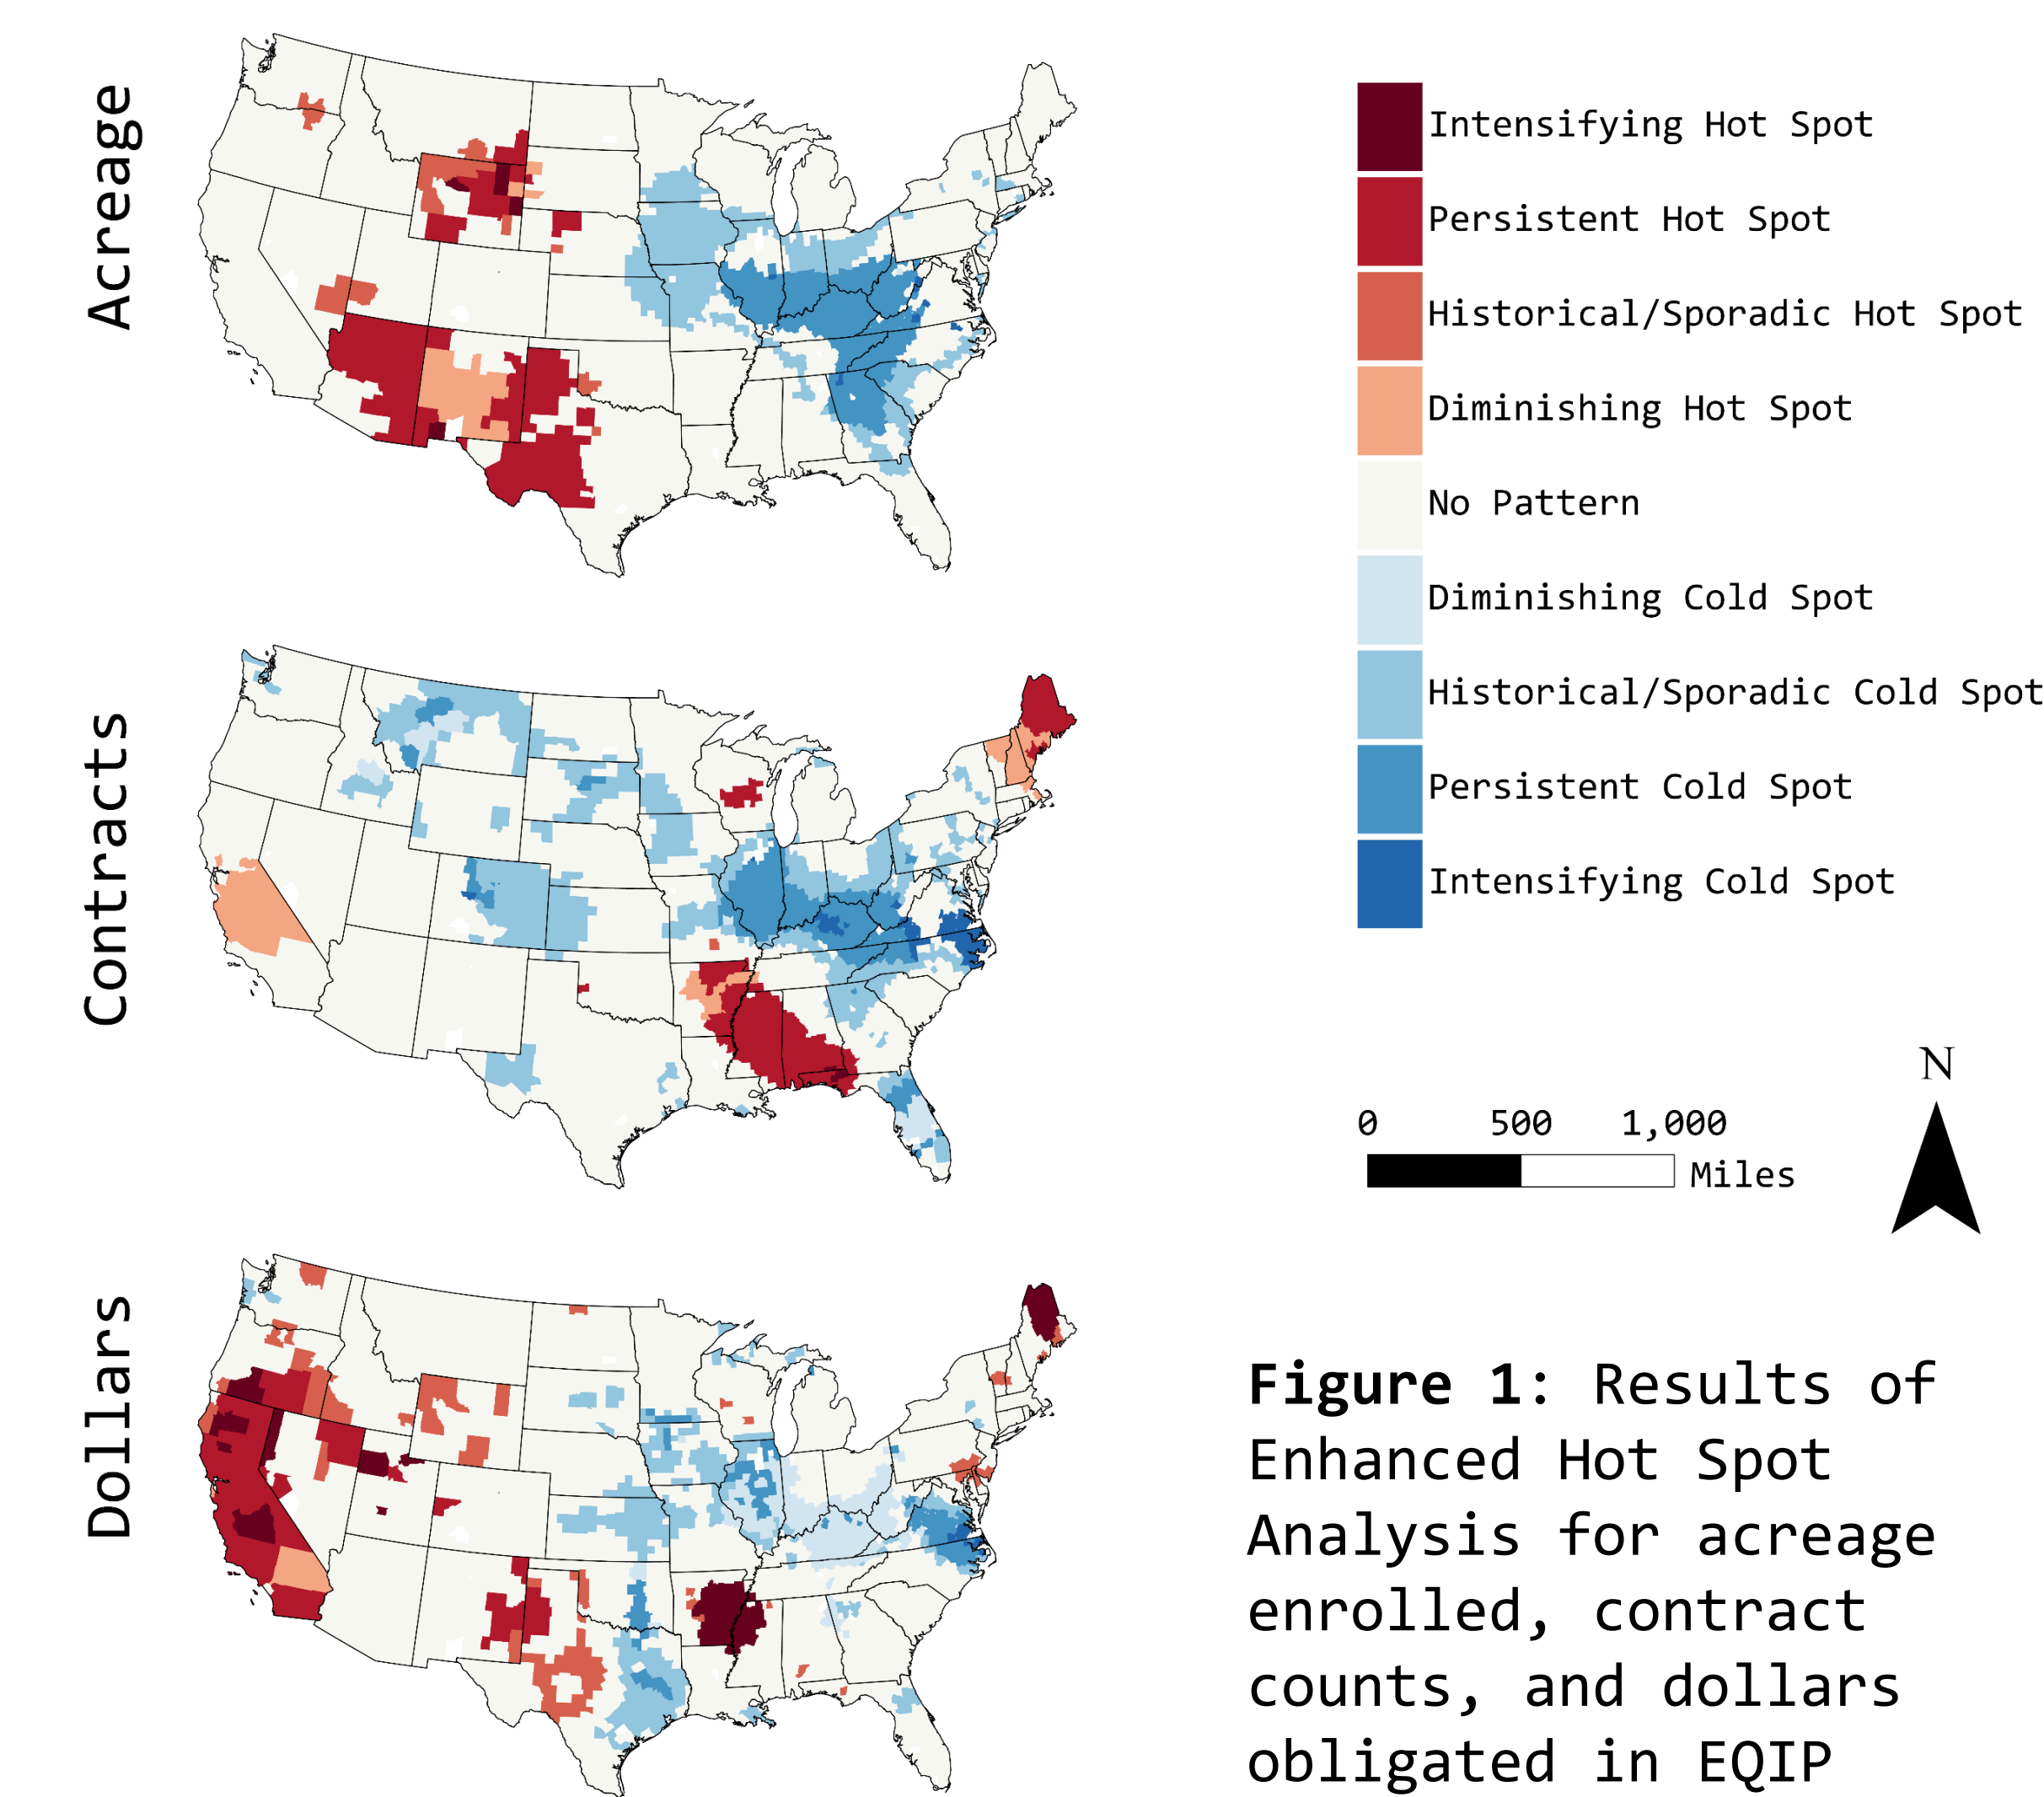 Acreage
Contracts
Dollars
Intensifying Hot Spot
Persistent Hot Spot
Historical/Sporadic Hot Spot
Diminishing Hot Spot
No Pattern
Diminishing Cold Spot
Historical/Sporadic Cold Spot
Persistent Cold Spot
Intensifying Cold Spot
N
0 500 1,000
Miles
Figure 1: Results of
Enhanced Hot Spot
Analysis for acreage
enrolled, contract
counts, and dollars
obligated in EQIP